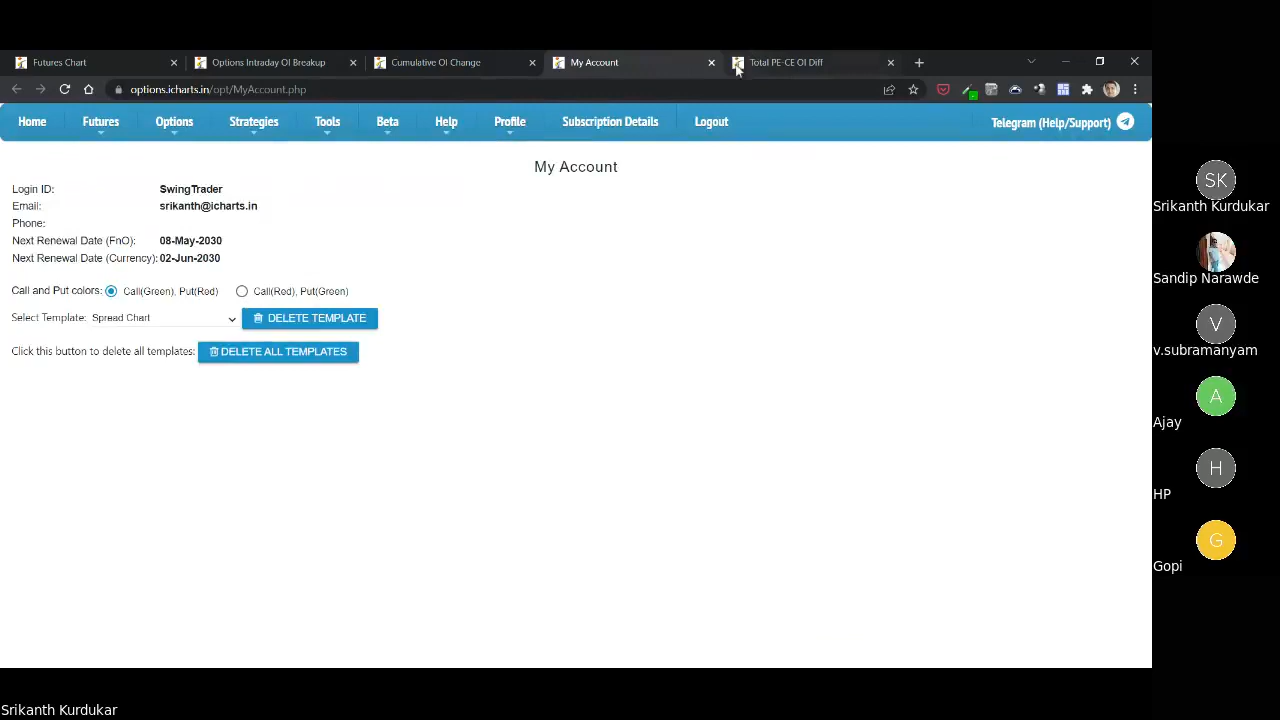 Futures Chart
Options Intraday OI Breakup
Cumulative OI Change
My Account
Total PE-CE OI Diff
options.icharts.in/opt/MyAccount.php
Home Futures Options Strategies Tools Beta Help Profile Subscription Details Logout Telegram (Help/Support)
My Account
Login ID: SwingTrader
Email: srikanth@icharts.in
Phone:
Next Renewal Date (FnO): 08-May-2030
Next Renewal Date (Currency): 02-Jun-2030
Call and Put colors: Call(Green), Put(Red) Call(Red), Put(Green)
Select Template: Spread Chart DELETE TEMPLATE
Click this button to delete all templates: DELETE ALL TEMPLATES
SK
Srikanth Kurdukar
Sandip Narawde
V
v.subramanyam
A
Ajay
H
HP
G
Gopi
Srikanth Kurdukar